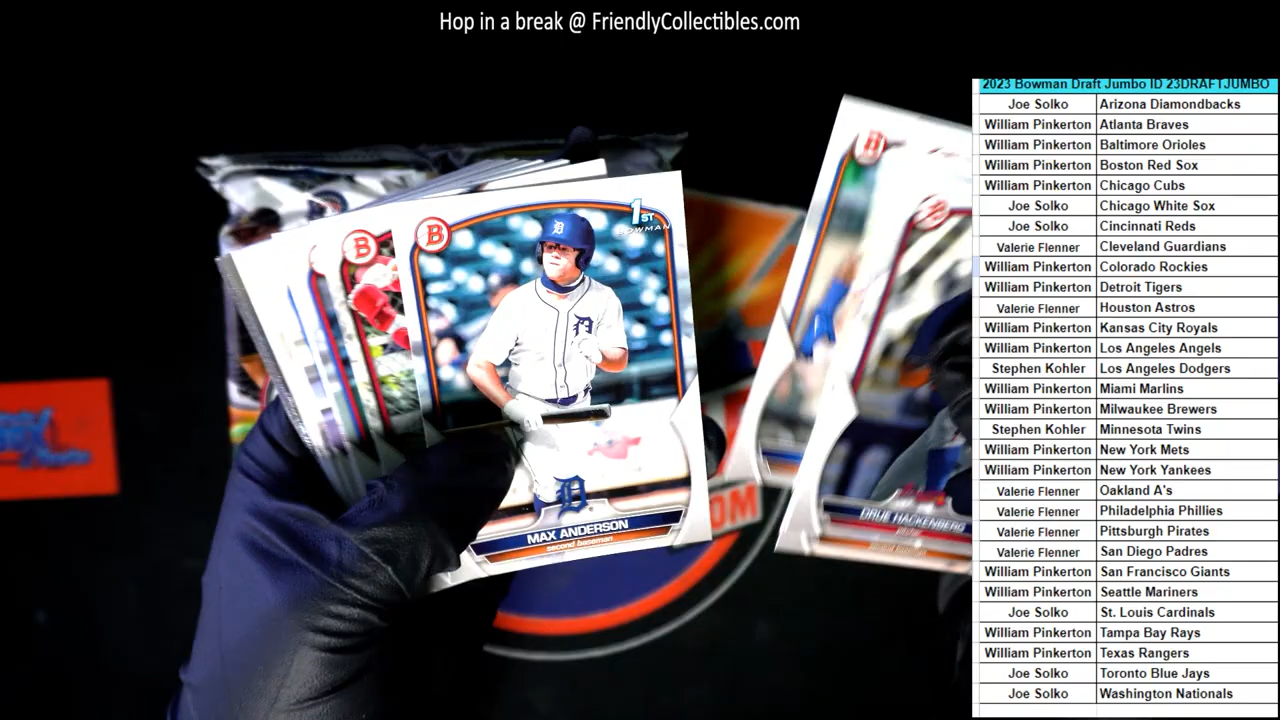 Hop in a break @ FriendlyCollectibles.com
2023 Bowman Draft Jumbo ID 23DRAFTJUMBO
Joe Solko Arizona Diamondbacks
William Pinkerton Atlanta Braves
William Pinkerton Baltimore Orioles
William Pinkerton Boston Red Sox
William Pinkerton Chicago Cubs
Joe Solko Chicago White Sox
Joe Solko Cincinnati Reds
Valerie Flenner Cleveland Guardians
William Pinkerton Colorado Rockies
William Pinkerton Detroit Tigers
Valerie Flenner Houston Astros
William Pinkerton Kansas City Royals
William Pinkerton Los Angeles Angels
Stephen Kohler Los Angeles Dodgers
William Pinkerton Miami Marlins
William Pinkerton Milwaukee Brewers
Stephen Kohler Minnesota Twins
William Pinkerton New York Mets
William Pinkerton New York Yankees
Valerie Flenner Oakland A's
Valerie Flenner Philadelphia Phillies
Valerie Flenner Pittsburgh Pirates
Valerie Flenner San Diego Padres
William Pinkerton San Francisco Giants
William Pinkerton Seattle Mariners
Joe Solko St. Louis Cardinals
William Pinkerton Tampa Bay Rays
William Pinkerton Texas Rangers
Joe Solko Toronto Blue Jays
Joe Solko Washington Nationals
B
1ST
BOWMAN
D
MAX ANDERSON
second baseman
B
B
B
DRUE HACKENBERG
pitcher
OM